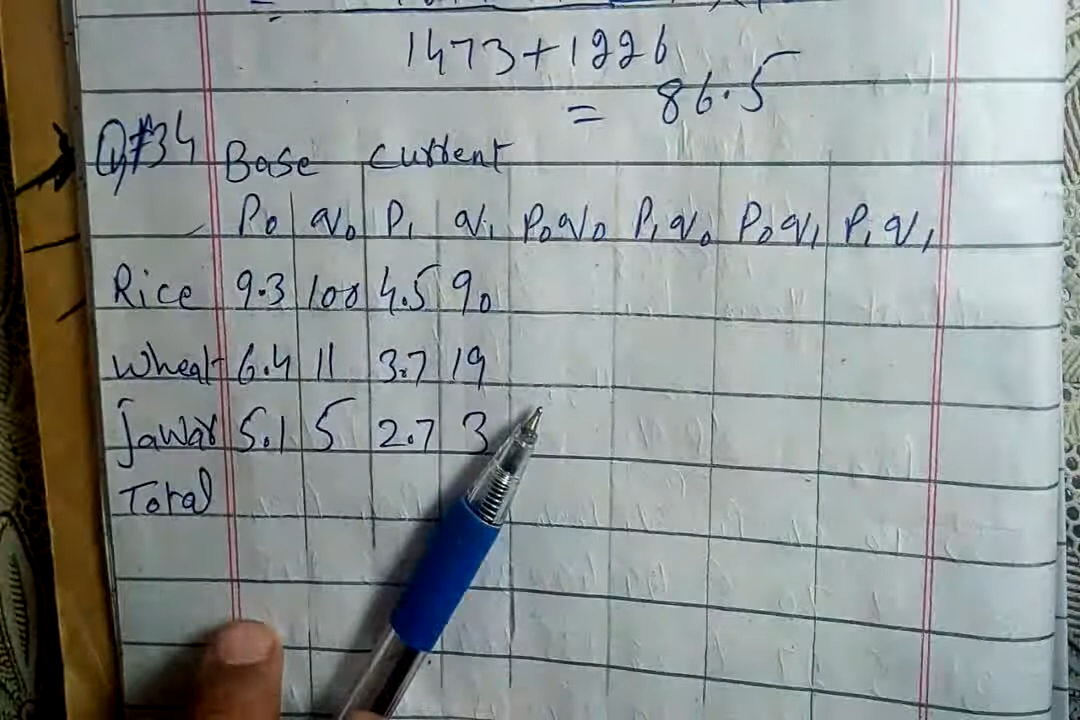 1473+1226
= 86.5
Q#34 Base current
P0 q0 P1 q1 P0q0 P1q0 P0q1 P1q1
Rice 9.3 100 4.5 90
Wheat 6.4 11 3.7 19
Jawar 5.1 5 2.7 3
Total